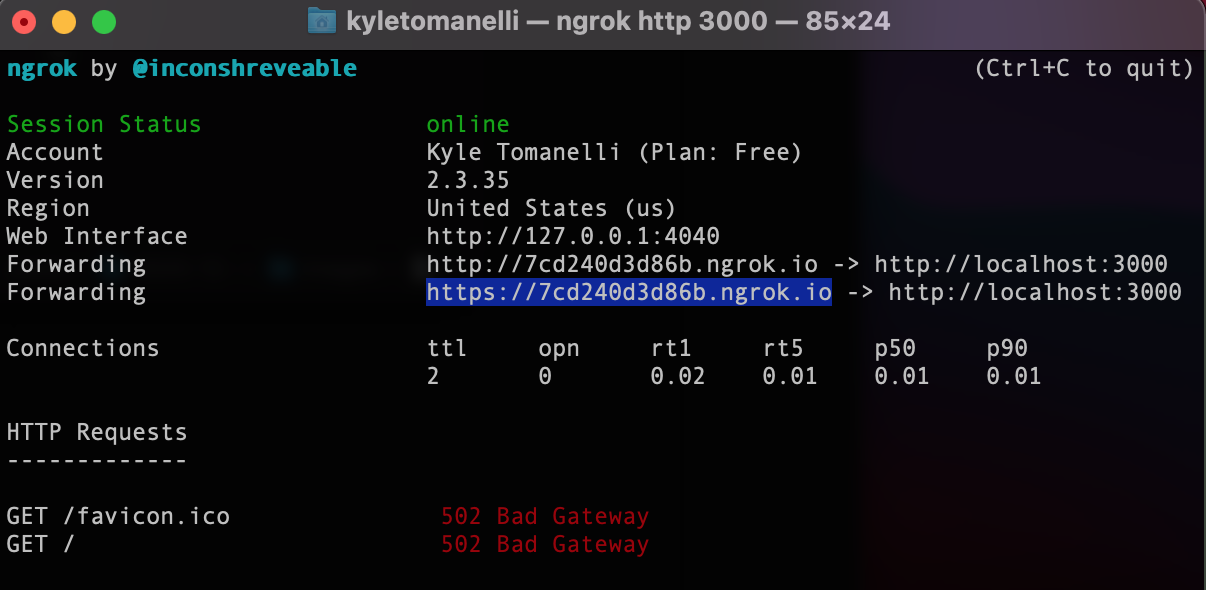 kyletomanelli — ngrok http 3000 — 85×24
ngrok by @inconshreveable (Ctrl+C to quit)
Session Status online
Account Kyle Tomanelli (Plan: Free)
Version 2.3.35
Region United States (us)
Web Interface http://127.0.0.1:4040
Forwarding http://7cd240d3d86b.ngrok.io -> http://localhost:3000
Forwarding https://7cd240d3d86b.ngrok.io -> http://localhost:3000
Connections ttl opn rt1 rt5 p50 p90
2 0 0.02 0.01 0.01 0.01
HTTP Requests
-------------
GET /favicon.ico 502 Bad Gateway
GET / 502 Bad Gateway